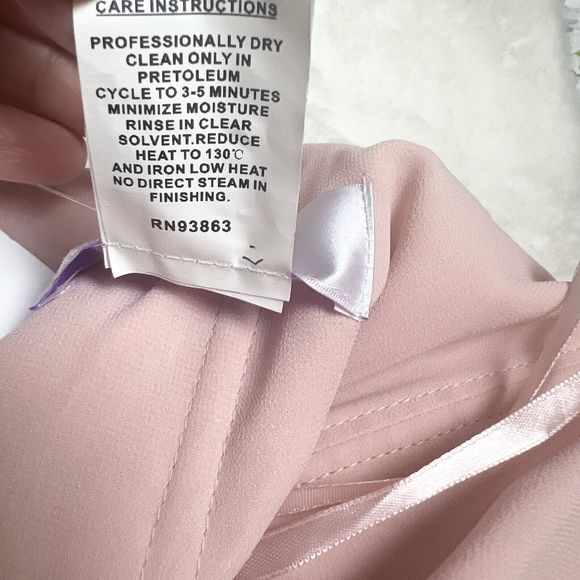 CARE INSTRUCTIONS
PROFESSIONALLY DRY
CLEAN ONLY IN
PRETOLEUM
CYCLE TO 3-5 MINUTES
MINIMIZE MOISTURE
RINSE IN CLEAR
SOLVENT.REDUCE
HEAT TO 130℃
AND IRON LOW HEAT
NO DIRECT STEAM IN
FINISHING.
RN93863